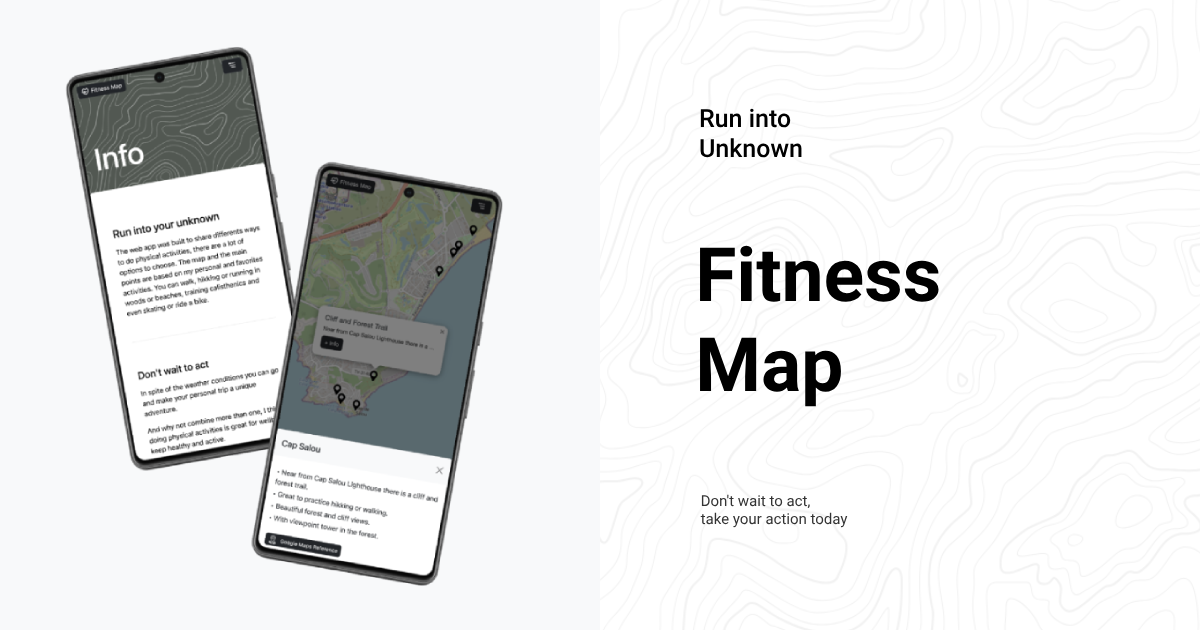 Fitness Map
Info
Run into your unknown
The web app was built to share differents ways
to do physical activities, there are a lot of
options to choose. The map and the main
points are based on my personal and favorites
activities. You can walk, hikking or running in
woods or beaches, training calisthenics and
even skating or ride a bike.
Don't wait to act
In spite of the weather conditions you can go
and make your personal trip a unique
adventure.
And why not combine more than one, I
doing physical activities is great for
keep healthy and active.
Fitness Map
Cliff and Forest Trail
Near from Cap Salou Lighthouse there is a ...
+ Info
Cap Salou
• Near from Cap Salou Lighthouse there is a cliff and
forest trail.
• Great to practice hikking or walking.
• Beautiful forest and cliff views.
• With viewpoint tower in the forest.
Google Maps Reference
Run into
Unknown
Fitness
Map
Don't wait to act,
take your action today